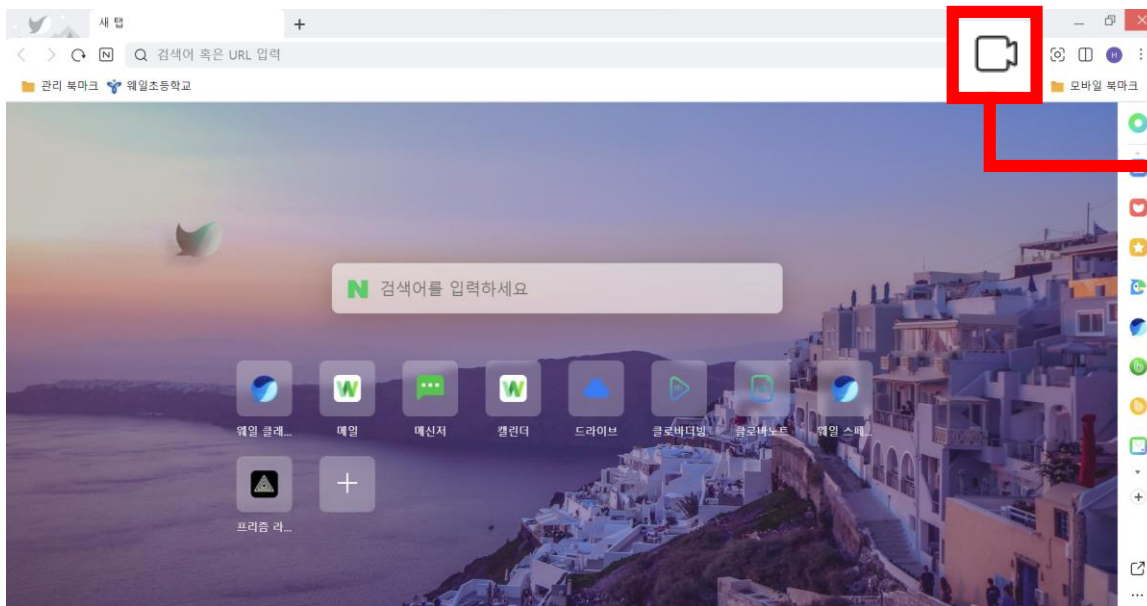 새 탭
검색어 혹은 URL 입력
관리 북마크
웨일초등학교
모바일 북마크
검색어를 입력하세요
웨일 클래...
메일
메신저
캘린더
드라이브
클로바더빙
클로바노트
웨일 스페...
프리즘 라...